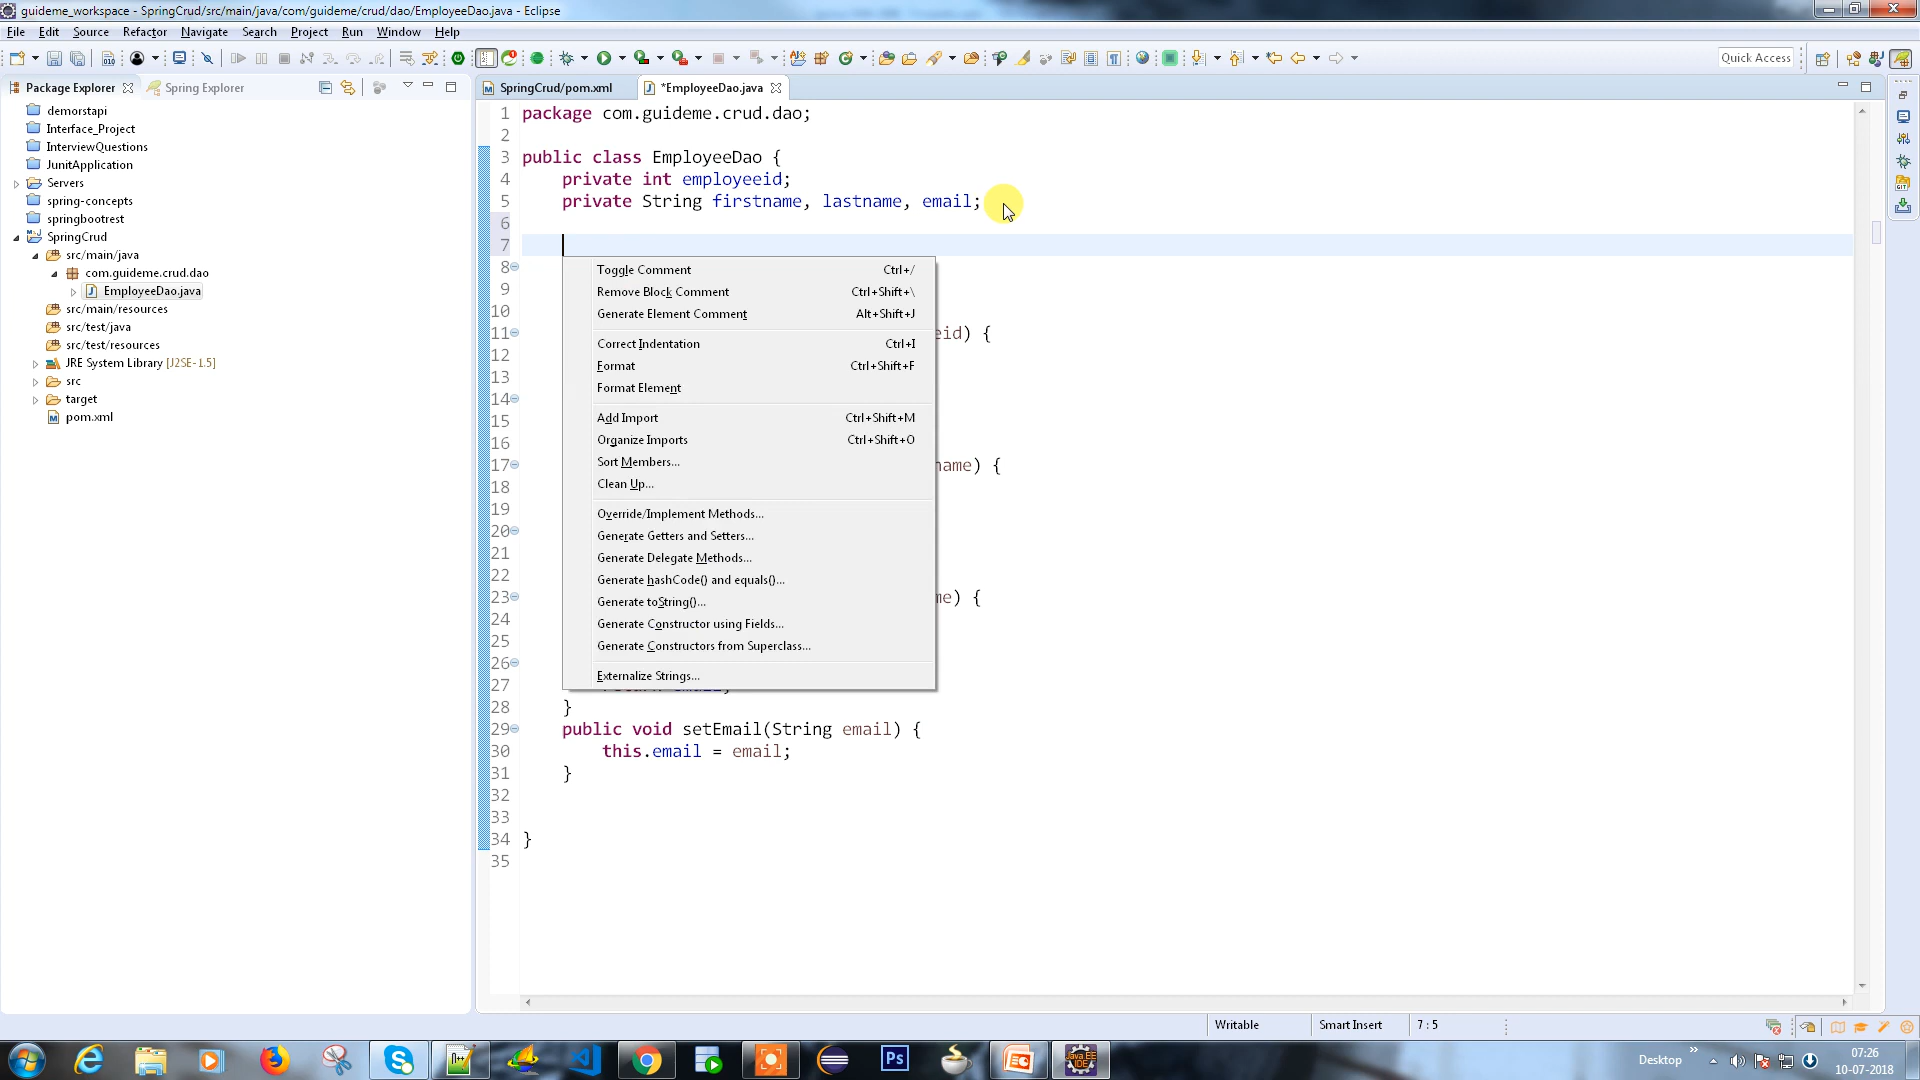 guideme_workspace - SpringCrud/src/main/java/com/guideme/crud/dao/EmployeeDao.java - Eclipse
File Edit Source Refactor Navigate Search Project Run Window Help
Quick Access
Package Explorer Spring Explorer
demorstapi
Interface_Project
InterviewQuestions
JunitApplication
Servers
spring-concepts
springbootrest
SpringCrud
src/main/java
com.guideme.crud.dao
EmployeeDao.java
src/main/resources
src/test/java
src/test/resources
JRE System Library [J2SE-1.5]
src
target
pom.xml
SpringCrud/pom.xml *EmployeeDao.java
1 package com.guideme.crud.dao;
2
3 public class EmployeeDao {
4 private int employeeid;
5 private String firstname, lastname, email;
6
7
8
9
10
11 eid) {
12
13
14
15
16
17 name) {
18
19
20
21
22
23 me) {
24
25
26
27
28 }
29 public void setEmail(String email) {
30 this.email = email;
31 }
32
33
34 }
35
Toggle Comment Ctrl+/
Remove Block Comment Ctrl+Shift+\
Generate Element Comment Alt+Shift+J
Correct Indentation Ctrl+I
Format Ctrl+Shift+F
Format Element
Add Import Ctrl+Shift+M
Organize Imports Ctrl+Shift+O
Sort Members...
Clean Up...
Override/Implement Methods...
Generate Getters and Setters...
Generate Delegate Methods...
Generate hashCode() and equals()...
Generate toString()...
Generate Constructor using Fields...
Generate Constructors from Superclass...
Externalize Strings...
Writable Smart Insert 7 : 5
Ps
Java EE
IDE
Desktop
07:26
10-07-2018